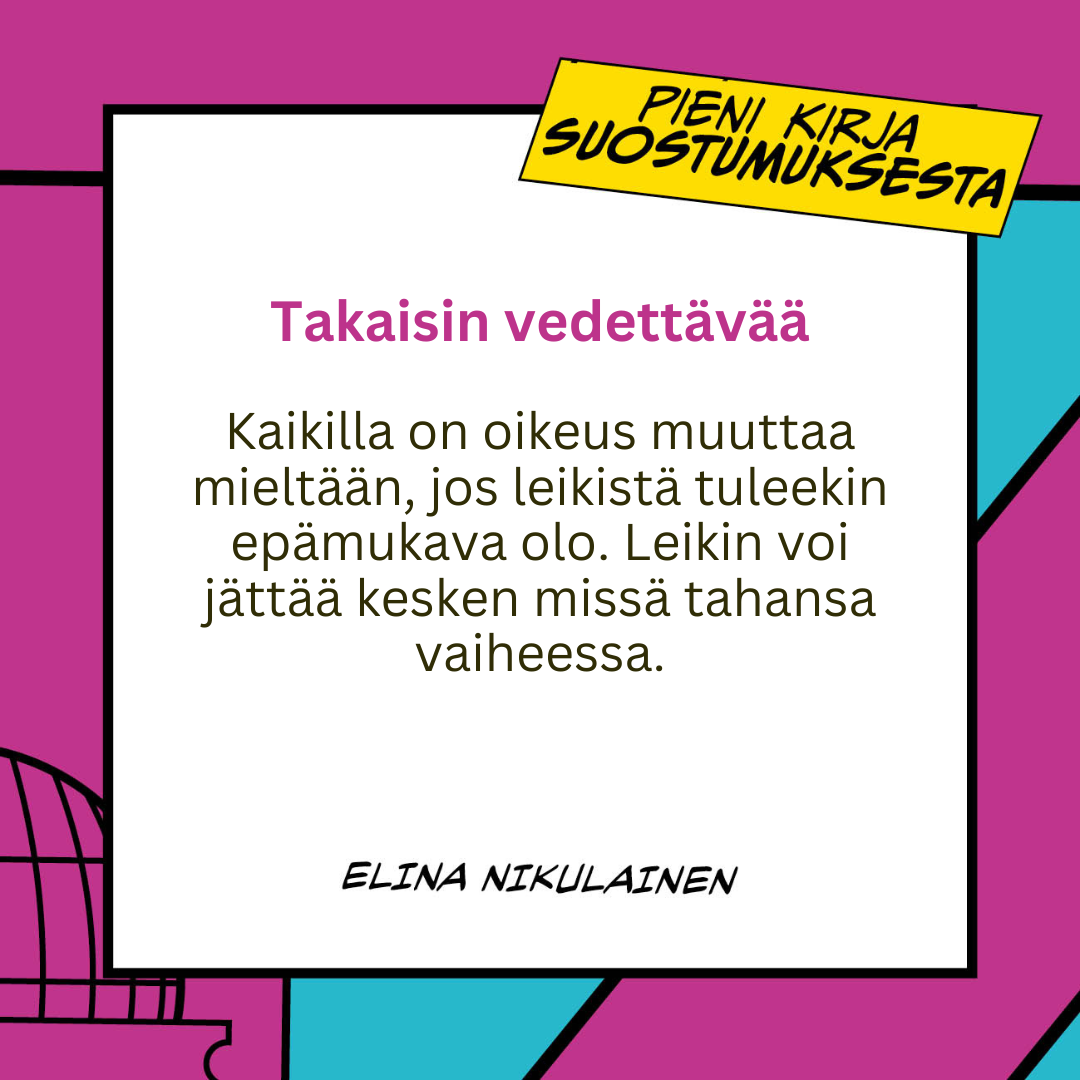 PIENI KIRJA
SUOSTUMUKSESTA
Takaisin vedettävää
Kaikilla on oikeus muuttaa
mieltään, jos leikistä tuleekin
epämukava olo. Leikin voi
jättää kesken missä tahansa
vaiheessa.
ELINA NIKULAINEN